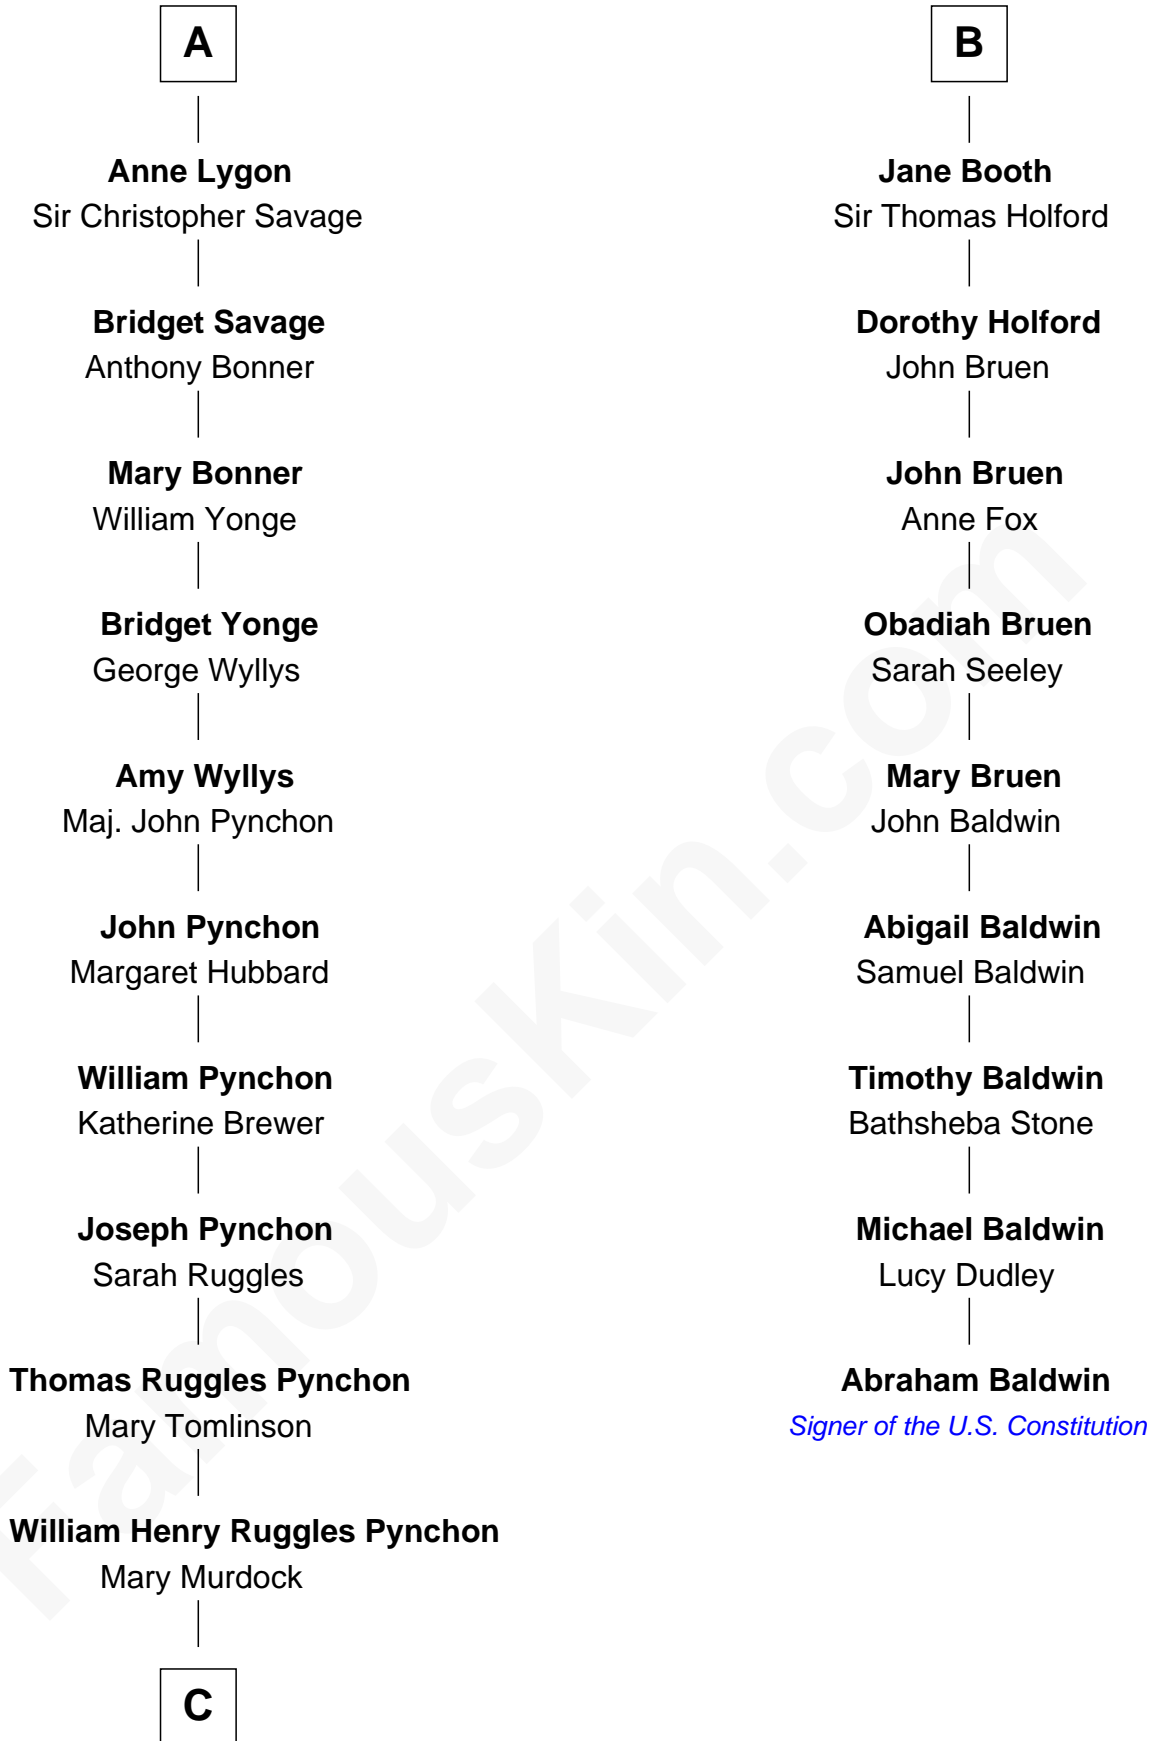 A
Anne Lygon
Sir Christopher Savage
Bridget Savage
Anthony Bonner
Mary Bonner
William Yonge
Bridget Yonge
George Wyllys
Amy Wyllys
Maj. John Pynchon
John Pynchon
Margaret Hubbard
William Pynchon
Katherine Brewer
Joseph Pynchon
Sarah Ruggles
Thomas Ruggles Pynchon
Mary Tomlinson
William Henry Ruggles Pynchon
Mary Murdock
C
B
Jane Booth
Sir Thomas Holford
Dorothy Holford
John Bruen
John Bruen
Anne Fox
Obadiah Bruen
Sarah Seeley
Mary Bruen
John Baldwin
Abigail Baldwin
Samuel Baldwin
Timothy Baldwin
Bathsheba Stone
Michael Baldwin
Lucy Dudley
Abraham Baldwin
Signer of the U.S. Constitution
FamousKin.com